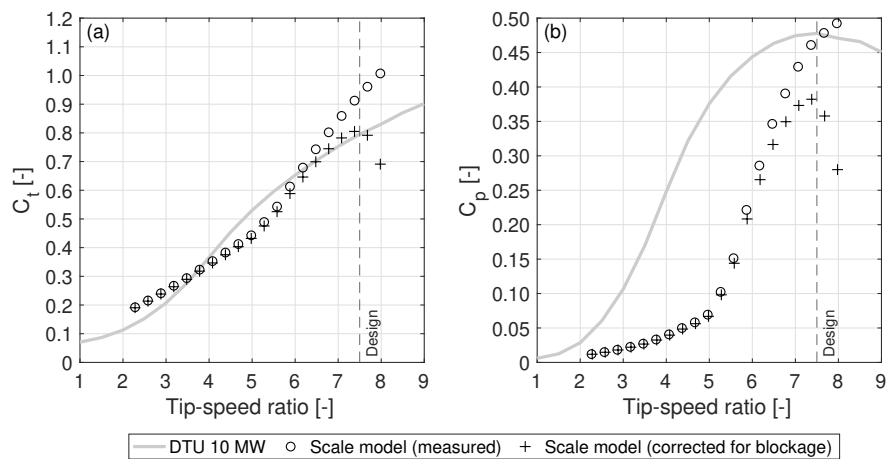 (a)
1.2
1.1
1.0
0.9
0.8
0.7
0.6
0.5
0.4
0.3
0.2
0.1
0
C_t [-]
Design
1 2 3 4 5 6 7 8 9
Tip-speed ratio [-]
(b)
0.50
0.45
0.40
0.35
0.30
0.25
0.20
0.15
0.10
0.05
0
C_p [-]
Design
1 2 3 4 5 6 7 8 9
Tip-speed ratio [-]
DTU 10 MW Scale model (measured) Scale model (corrected for blockage)